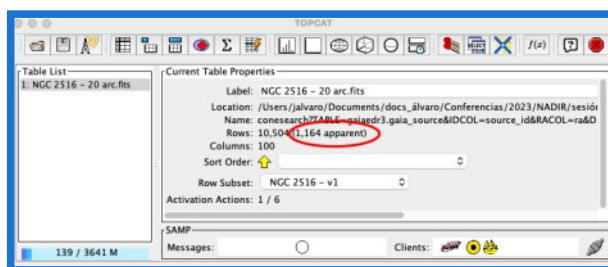 TOPCAT
f(x)
Table List
1: NGC 2516 - 20 arc.fits
Current Table Properties
Label: NGC 2516 - 20 arc.fits
Location: /Users/jalvaro/Documents/docs_álvaro/Conferencias/2023/NADIR/sesión
Name: conesearch?TABLE=gaiaedr3.gaia_source&IDCOL=source_id&RACOL=ra&D
Rows: 10,504 (1,164 apparent)
Columns: 100
Sort Order:
Row Subset: NGC 2516 - v1
Activation Actions: 1 / 6
SAMP
139 / 3641 M
Messages:
Clients: